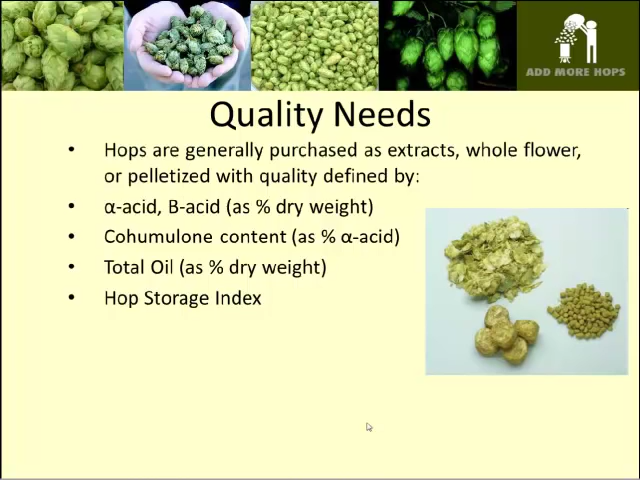 ADD MORE HOPS
Quality Needs
• Hops are generally purchased as extracts, whole flower,
or pelletized with quality defined by:
• α-acid, B-acid (as % dry weight)
• Cohumulone content (as % α-acid)
• Total Oil (as % dry weight)
• Hop Storage Index